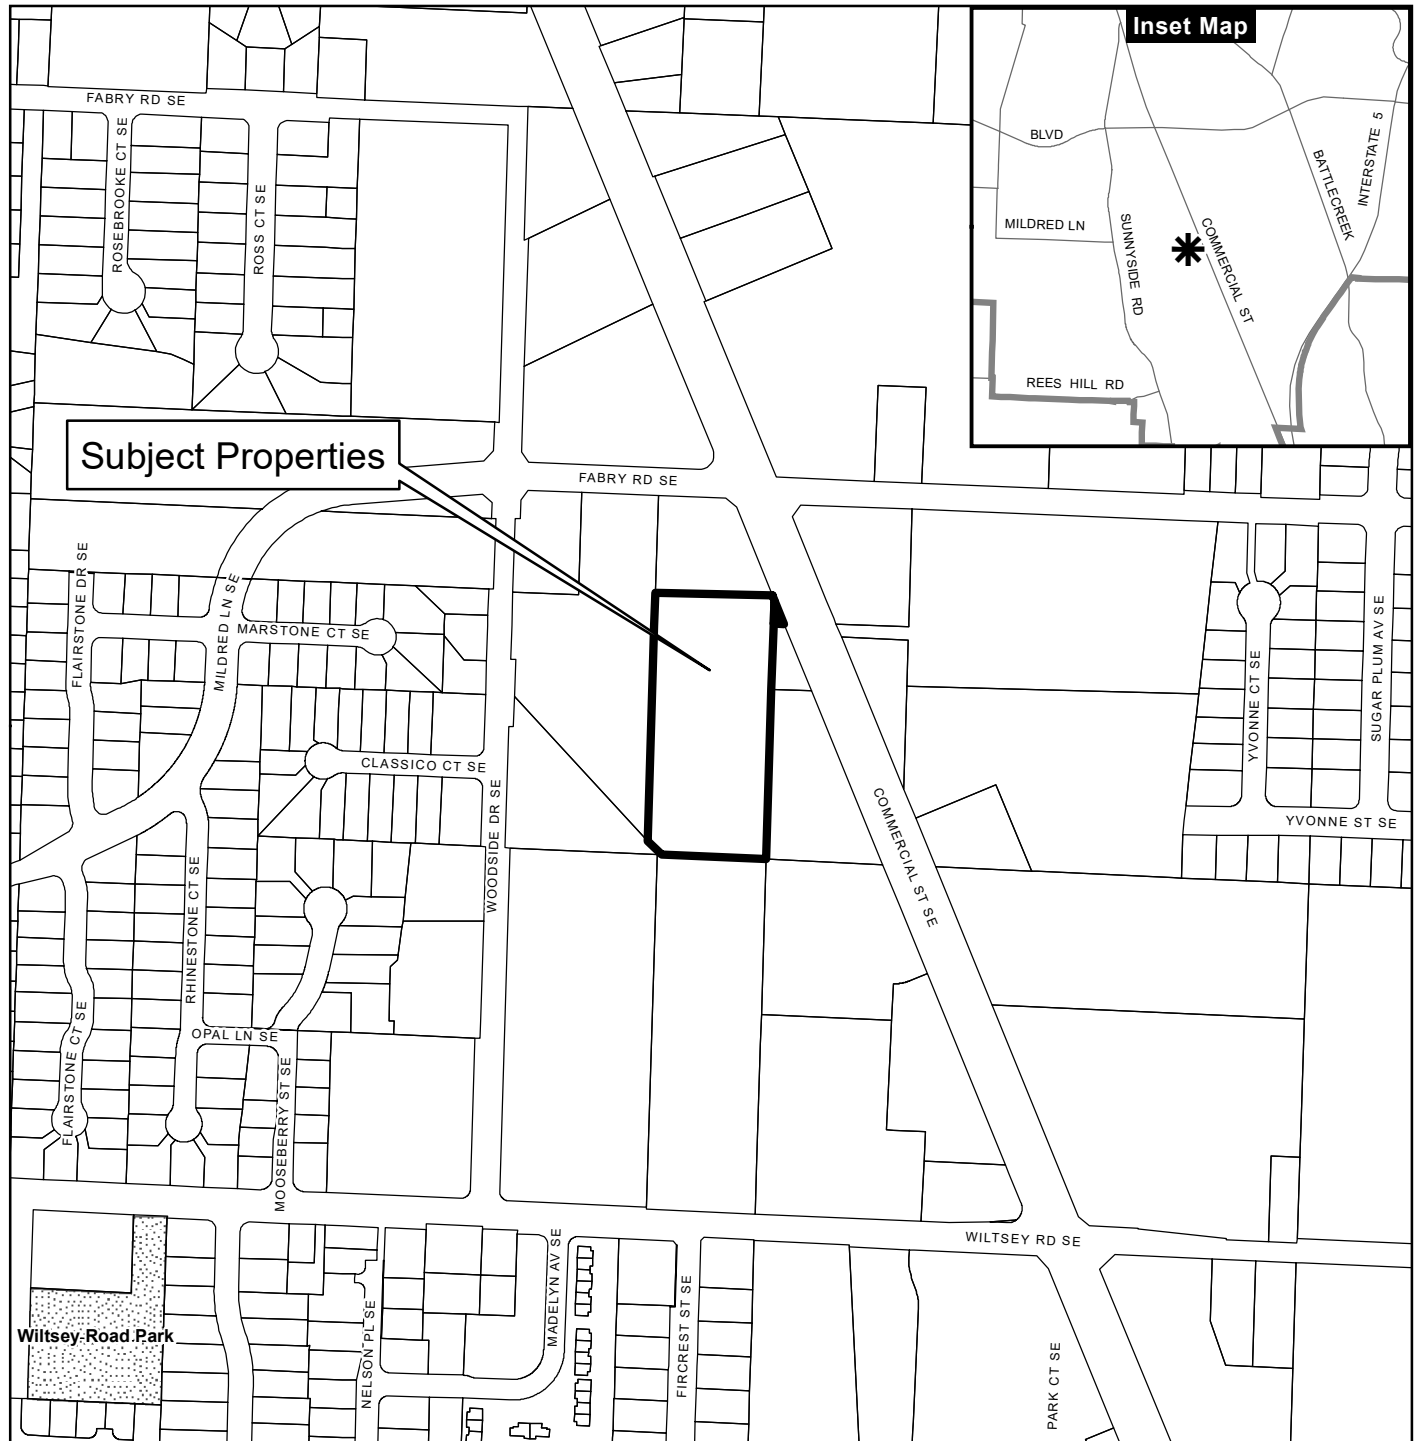 Inset Map
BLVD
MILDRED LN
SUNNYSIDE RD
COMMERCIAL ST
BATTLECREEK
INTERSTATE 5
REES HILL RD
FABRY RD SE
ROSEBROOKE CT SE
ROSS CT SE
Subject Properties
FABRY RD SE
FLAIRSTONE DR SE
MILDRED LN SE
MARSTONE CT SE
CLASSICO CT SE
WOODSIDE DR SE
COMMERCIAL ST SE
YVONNE CT SE
SUGAR PLUM AV SE
YVONNE ST SE
RHINESTONE CT SE
FLAIRSTONE CT SE
OPAL LN SE
MOOSEBERRY ST SE
WILTSEY RD SE
Wiltsey Road Park
NELSON PL SE
MADELYN AV SE
FIRCREST ST SE
PARK CT SE